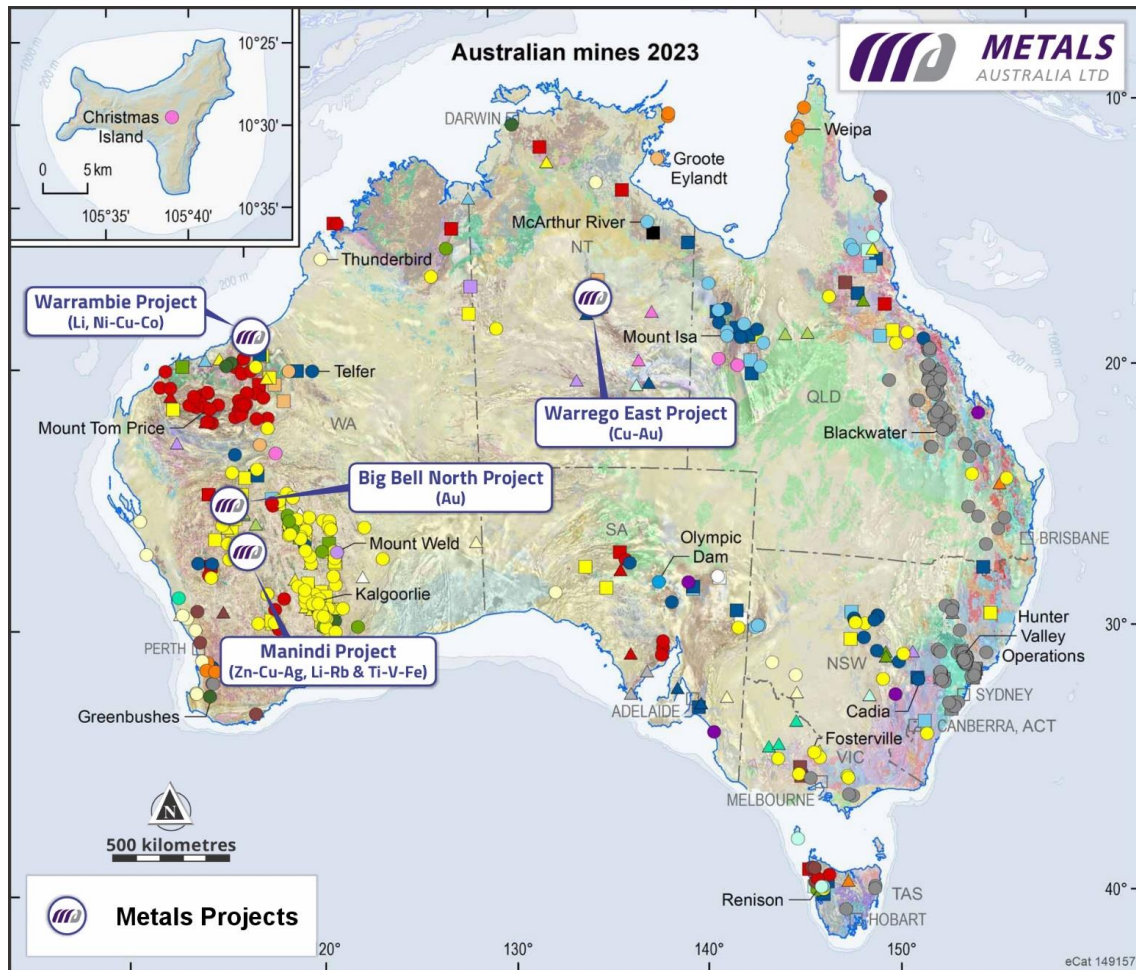 Australian mines 2023
METALS
AUSTRALIA LTD
10°25'
10°30'
10°35'
105°35'
105°40'
Christmas
Island
0
5 km
200 m
1000 m
200 m
10°
DARWIN
Weipa
Groote
Eylandt
McArthur River
NT
Thunderbird
Warrambie Project
(Li, Ni-Cu-Co)
Mount Isa
20°
Telfer
QLD
Warrego East Project
(Cu-Au)
WA
Mount Tom Price
Blackwater
Big Bell North Project
(Au)
SA
Olympic
Dam
BRISBANE
Mount Weld
Kalgoorlie
Hunter
Valley
Operations
30°
PERTH
Manindi Project
(Zn-Cu-Ag, Li-Rb & Ti-V-Fe)
NSW
SYDNEY
ADELAIDE
Cadia
CANBERRA, ACT
Greenbushes
Fosterville
VIC
MELBOURNE
N
500 kilometres
Metals Projects
Renison
TAS
40°
HOBART
20°
130°
140°
150°
eCat 149157